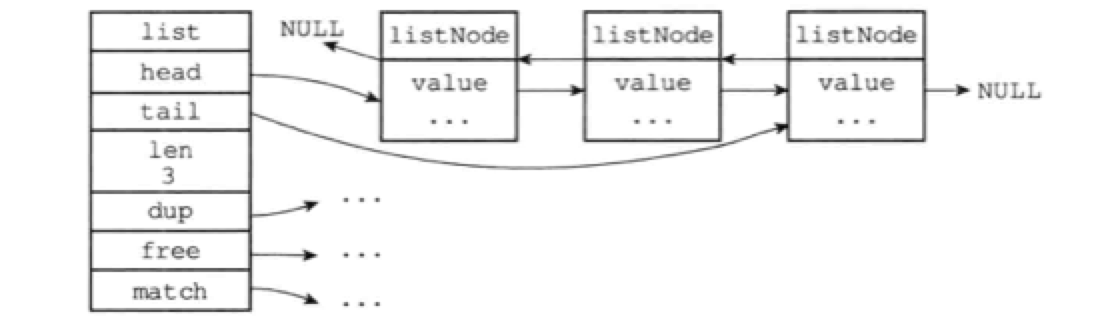 list
head
tail
len
3
dup
free
match
NULL
listNode
value
...
listNode
value
...
listNode
value
...
NULL
...
...
...